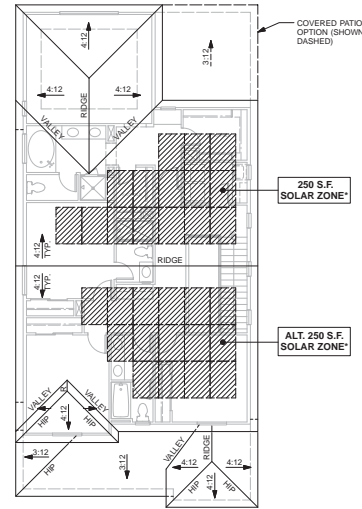 COVERED PATIO
OPTION (SHOWN
DASHED)
4:12
3:12
4:12
4:12
RIDGE
VALLEY
VALLEY
250 S.F.
SOLAR ZONE*
4:12
TYP.
RIDGE
4:12
TYP.
ALT. 250 S.F.
SOLAR ZONE*
VALLEY
VALLEY
R
HIP
4:12
HIP
VALLEY
RIDGE
3:12
HIP
3:12
4:12
4:12
HIP
4:12
HIP